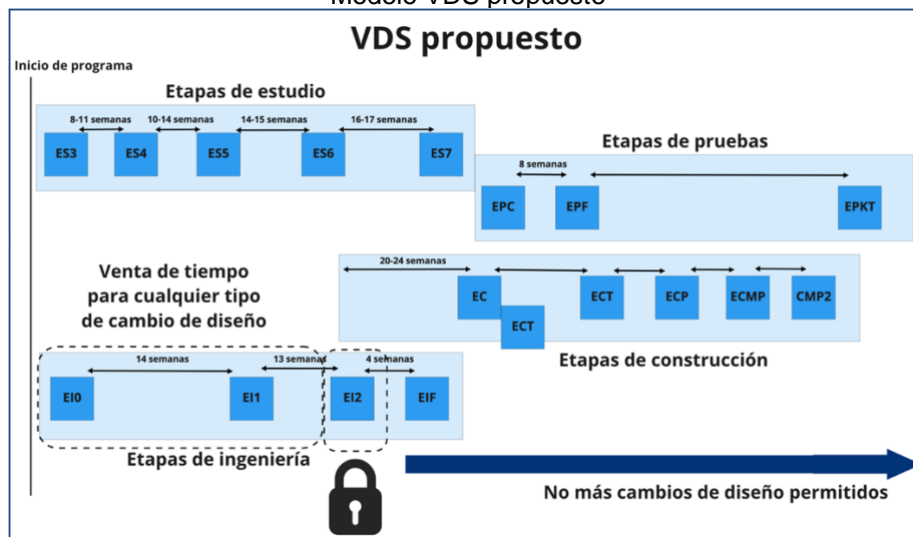 Modelo VDS propuesto
VDS propuesto
Inicio de programa
Etapas de estudio
8-11 semanas
10-14 semanas
14-15 semanas
16-17 semanas
ES3
ES4
ES5
ES6
ES7
Etapas de pruebas
8 semanas
EPC
EPF
EPKT
Venta de tiempo
para cualquier tipo
de cambio de diseño
20-24 semanas
EC
ECT
ECT
ECP
ECMP
CMP2
Etapas de construcción
14 semanas
13 semanas
4 semanas
EI0
EI1
EI2
EIF
Etapas de ingeniería
No más cambios de diseño permitidos